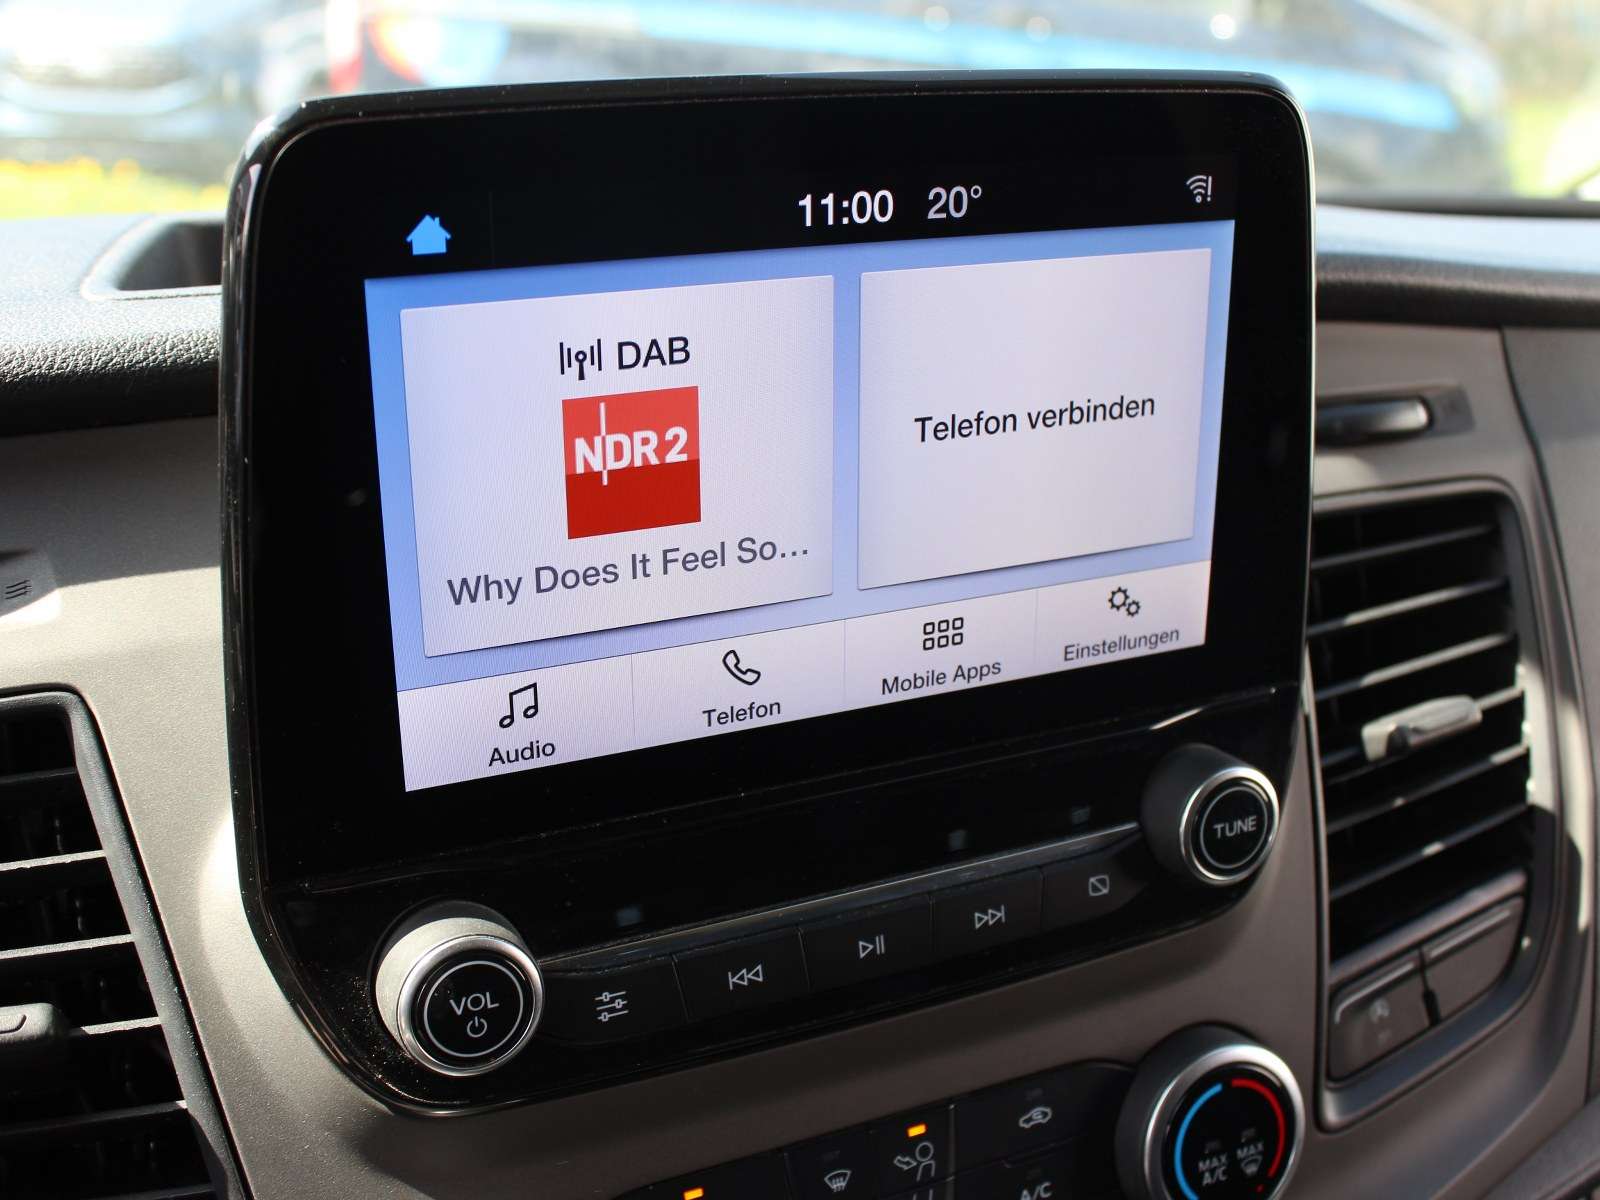 11:00 20°
DAB
NDR 2
Why Does It Feel So...
Telefon verbinden
Audio
Telefon
Mobile Apps
Einstellungen
TUNE
VOL
MAX
A/C
MAX
A/C